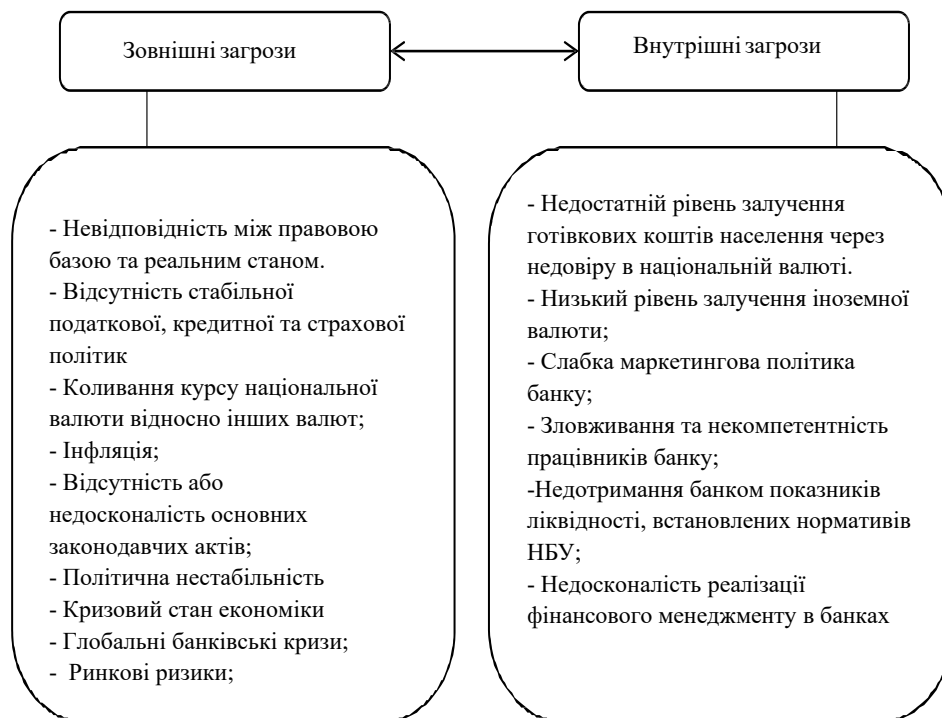 Зовнішні загрози
Внутрішні загрози
- Невідповідність між правовою
базою та реальним станом.
- Відсутність стабільної
податкової, кредитної та страхової
політик
- Коливання курсу національної
валюти відносно інших валют;
- Інфляція;
- Відсутність або
недосконалість основних
законодавчих актів;
- Політична нестабільність
- Кризовий стан економіки
- Глобальні банківські кризи;
- Ринкові ризики;
- Недостатній рівень залучення
готівкових коштів населення через
недовіру в національній валюті.
- Низький рівень залучення іноземної
валюти;
- Слабка маркетингова політика
банку;
- Зловживання та некомпетентність
працівників банку;
-Недотримання банком показників
ліквідності, встановлених нормативів
НБУ;
- Недосконалість реалізації
фінансового менеджменту в банках